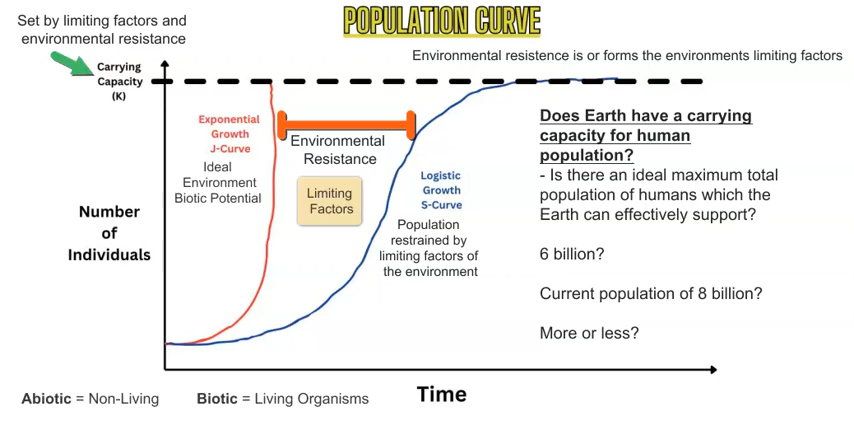 POPULATION CURVE
Set by limiting factors and
environmental resistance
Environmental resistance is or forms the environments limiting factors
Carrying
Capacity
(K)
Exponential
Growth
J-Curve
Ideal
Environment
Biotic Potential
Environmental
Resistance
Limiting
Factors
Logistic
Growth
S-Curve
Population
restrained by
limiting factors of
the environment
Does Earth have a carrying
capacity for human
population?
- Is there an ideal maximum total
population of humans which the
Earth can effectively support?
6 billion?
Current population of 8 billion?
More or less?
Number
of
Individuals
Time
Abiotic = Non-Living
Biotic = Living Organisms